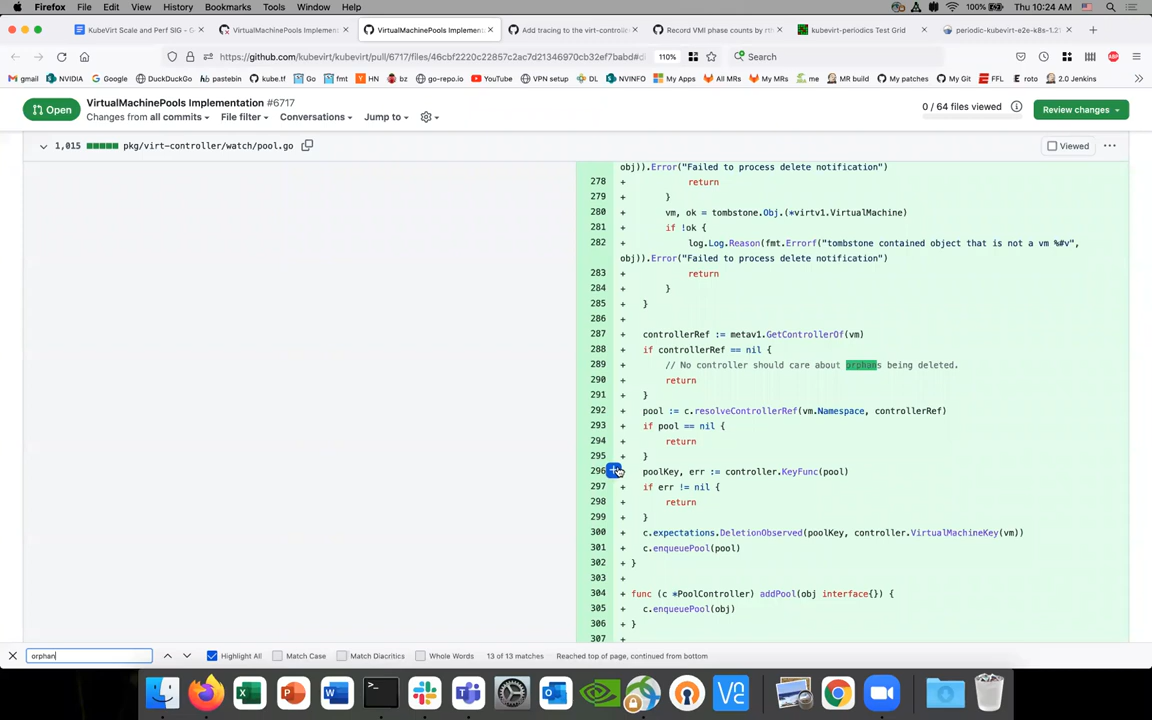 Firefox File Edit View History Bookmarks Tools Window Help 100% Thu 10:24 AM
KubeVirt Scale and Perf SIG - G
VirtualMachinePools Implement
VirtualMachinePools Implemen
Add tracing to the virt-controlle
Record VMI phase counts by
kubevirt-periodics Test Grid
periodic-kubevirt-e2e-k8s-1.2
https://github.com/kubevirt/kubevirt/pull/6717/files/46cbf2220c22857c2ac7d21346970cb32ef7babd#di 110% Search
gmail NVIDIA Google DuckDuckGo pastebin kube.tf Go fmt HN bz go-repo.io YouTube VPN setup DL NVINFO My Apps All MRs My MRs me MR build My patches My Git FFL roto 2.0 Jenkins
Open
VirtualMachinePools Implementation #6717
Changes from all commits File filter Conversations Jump to
0 / 64 files viewed
Review changes
1,015 pkg/virt-controller/watch/pool.go Viewed
obj)).Error("Failed to process delete notification")
278 + return
279 + }
280 + vm, ok = tombstone.Obj.(*virtv1.VirtualMachine)
281 + if !ok {
282 + log.Log.Reason(fmt.Errorf("tombstone contained object that is not a vm %#v",
obj)).Error("Failed to process delete notification")
283 + return
284 + }
285 + }
286 +
287 + controllerRef := metav1.GetControllerOf(vm)
288 + if controllerRef == nil {
289 + // No controller should care about orphans being deleted.
290 + return
291 + }
292 + pool := c.resolveControllerRef(vm.Namespace, controllerRef)
293 + if pool == nil {
294 + return
295 + }
296 + poolKey, err := controller.KeyFunc(pool)
297 + if err != nil {
298 + return
299 + }
300 + c.expectations.DeletionObserved(poolKey, controller.VirtualMachineKey(vm))
301 + c.enqueuePool(pool)
302 + }
303 +
304 + func (c *PoolController) addPool(obj interface{}) {
305 + c.enqueuePool(obj)
306 + }
307
orphan Highlight All Match Case Match Diacritics Whole Words 13 of 13 matches Reached top of page, continued from bottom